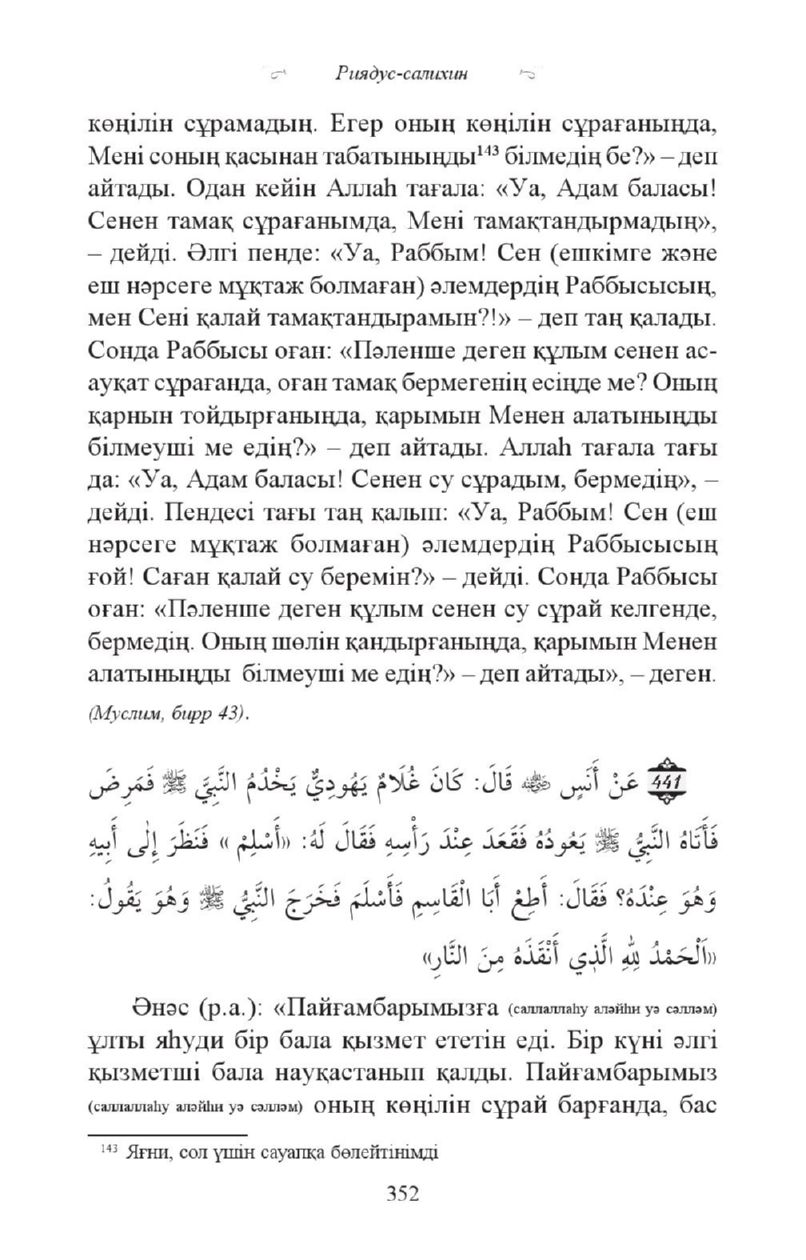 Риядус-салихин
көңілін сұрамадың. Егер оның көңілін сұрағаныңда,
Мені соның қасынан табатыныңды¹⁴³ білмедің бе?» – деп
айтады. Одан кейін Аллаһ тағала: «Уа, Адам баласы!
Сенен тамақ сұрағанымда, Мені тамақтандырмадың»,
– дейді. Әлгі пенде: «Уа, Раббым! Сен (ешкімге және
еш нәрсеге мұқтаж болмаған) әлемдердің Раббысысың,
мен Сені қалай тамақтандырамын?!» – деп таң қалады.
Сонда Раббысы оған: «Пәленше деген құлым сенен ас-
ауқат сұрағанда, оған тамақ бермегенің есіңде ме? Оның
қарнын тойдырғаныңда, қарымын Менен алатыныңды
білмеуші ме едің?» – деп айтады. Аллаһ тағала тағы
да: «Уа, Адам баласы! Сенен су сұрадым, бермедің», –
дейді. Пендесі тағы таң қалып: «Уа, Раббым! Сен (еш
нәрсеге мұқтаж болмаған) әлемдердің Раббысысың
ғой! Саған қалай су беремін?» – дейді. Сонда Раббысы
оған: «Пәленше деген құлым сенен су сұрай келгенде,
бермедің. Оның шөлін қандырғаныңда, қарымын Менен
алатыныңды білмеуші ме едің?» – деп айтады», – деген.
(Муслим, бирр 43).
441 عَنْ أَنَسٍ ﷺ قَالَ: كَانَ غُلَامٌ يَهُودِيٌّ يَخْدُمُ النَّبِيَّ ﷺ فَمَرِضَ
فَأَتَاهُ النَّبِيُّ ﷺ يَعُودُهُ فَقَعَدَ عِنْدَ رَأْسِهِ فَقَالَ لَهُ: «أَسْلِمْ» فَنَظَرَ إِلٰى أَبِيهِ
وَهُوَ عِنْدَهُ؟ فَقَالَ: أَطِعْ أَبَا الْقَاسِمِ فَأَسْلَمَ فَخَرَجَ النَّبِيُّ ﷺ وَهُوَ يَقُولُ:
«اَلْحَمْدُ لِلّٰهِ الَّذِي أَنْقَذَهُ مِنَ النَّارِ»
Әнәс (р.а.): «Пайғамбарымызға (саллаллаһу аләйһи уә сәлләм)
ұлты яһуди бір бала қызмет ететін еді. Бір күні әлгі
қызметші бала науқастанып қалды. Пайғамбарымыз
(саллаллаһу аләйһи уә сәлләм) оның көңілін сұрай барғанда, бас
¹⁴³ Яғни, сол үшін сауапқа бөлейтінімді
352